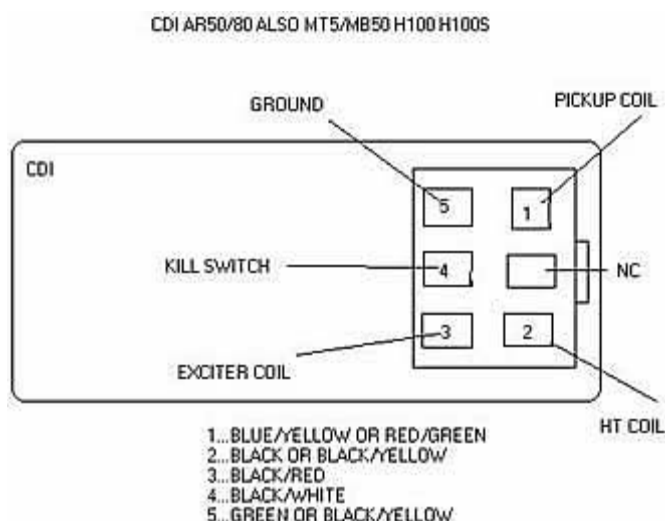 CDI AR50/80 ALSO MT5/MB50 H100 H100S
GROUND
PICKUP COIL
CDI
5
1
KILL SWITCH
4
NC
3
2
EXCITER COIL
HT COIL
1...BLUE/YELLOW OR RED/GREEN
2...BLACK OR BLACK/YELLOW
3...BLACK/RED
4...BLACK/WHITE
5...GREEN OR BLACK/YELLOW